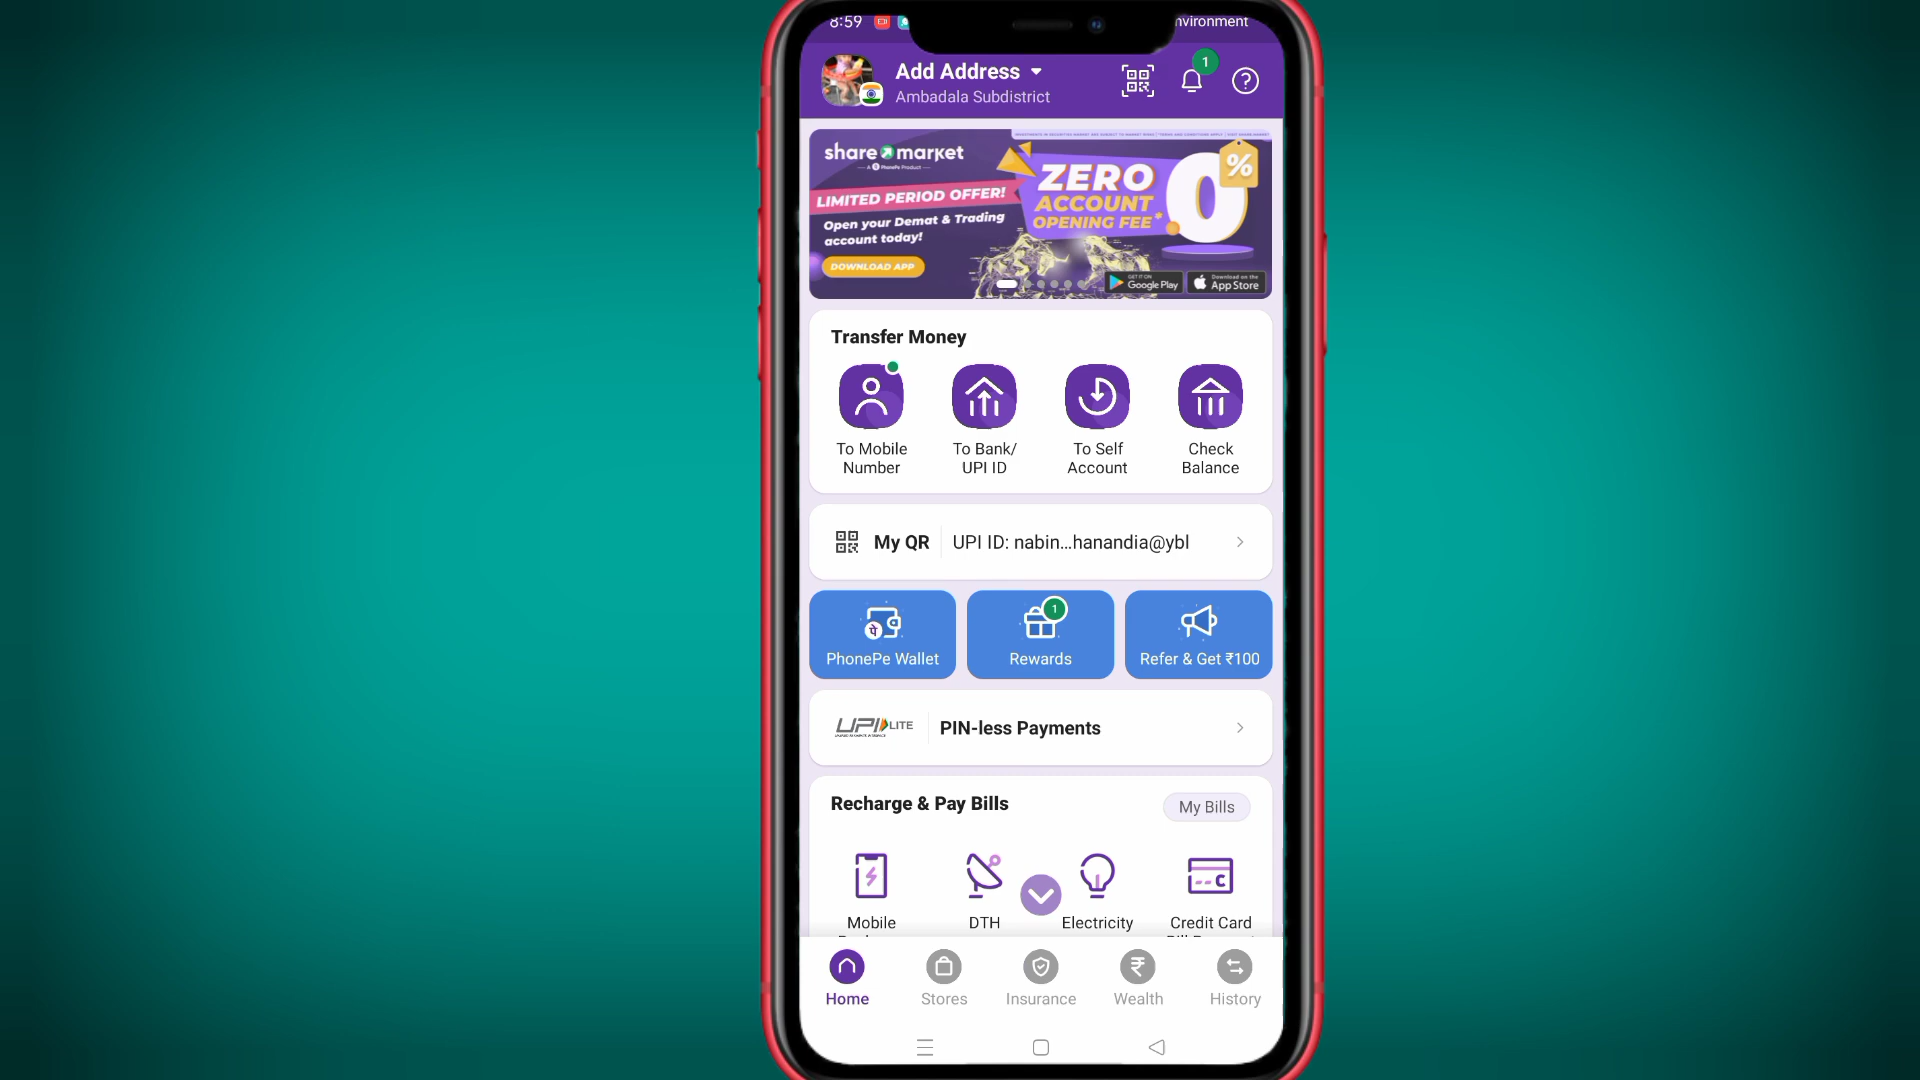 8:59
nvironment
Add Address
1
Ambadala Subdistrict
share market
A PhonePe Product
LIMITED PERIOD OFFER!
Open your Demat & Trading
account today!
DOWNLOAD APP
ZERO
ACCOUNT
OPENING FEE*
0
%
GET IT ON
Google Play
Download on the
App Store
Transfer Money
To Mobile
Number
To Bank/
UPI ID
To Self
Account
Check
Balance
My QR
UPI ID: nabin...hanandia@ybl
पे
PhonePe Wallet
1
Rewards
Refer & Get ₹100
UPI LITE
PIN-less Payments
Recharge & Pay Bills
My Bills
Mobile
DTH
Electricity
Credit Card
Home
Stores
Insurance
Wealth
History